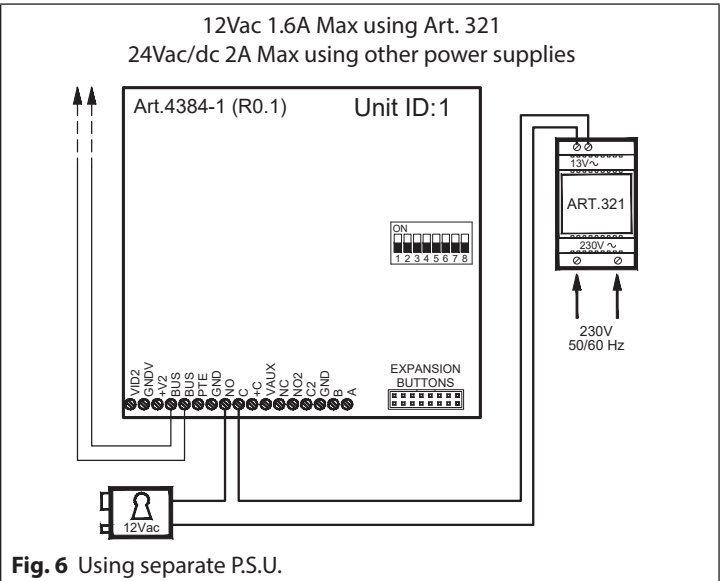 12Vac 1.6A Max using Art. 321
24Vac/dc 2A Max using other power supplies
Art.4384-1 (R0.1)
Unit ID:1
13V~
ART.321
230V ~
230V
50/60 Hz
ON
1 2 3 4 5 6 7 8
EXPANSION
BUTTONS
VID2
GNDV
+V2
BUS
BUS
PTE
GND
NO
C
+C
VAUX
NC
NO2
C2
GND
B
A
12Vac
Fig. 6 Using separate P.S.U.